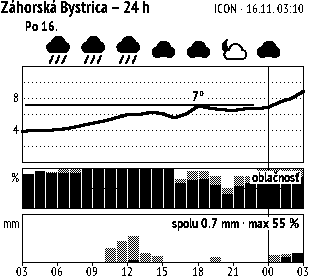 Záhorská Bystrica – 24 h
ICON · 16.11. 03:10
Po 16.
7°
8
4
%
oblačnosť
mm
spolu 0.7 mm · max 55 %
03 06 09 12 15 18 21 00 03